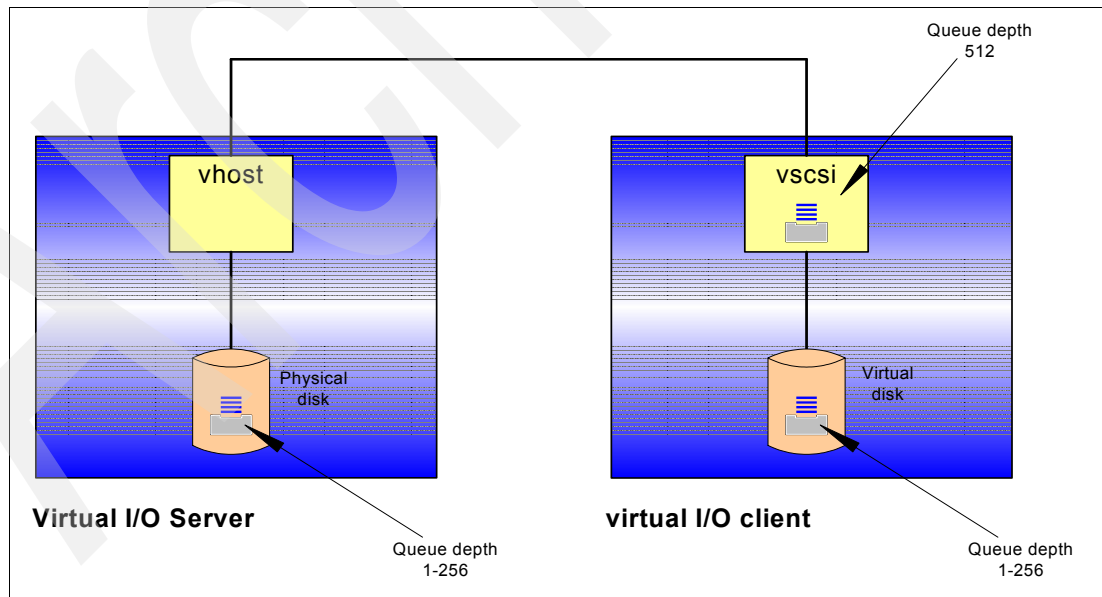 Queue depth
512
vhost
vscsi
Physical
disk
Virtual
disk
Virtual I/O Server
virtual I/O client
Queue depth
1-256
Queue depth
1-256